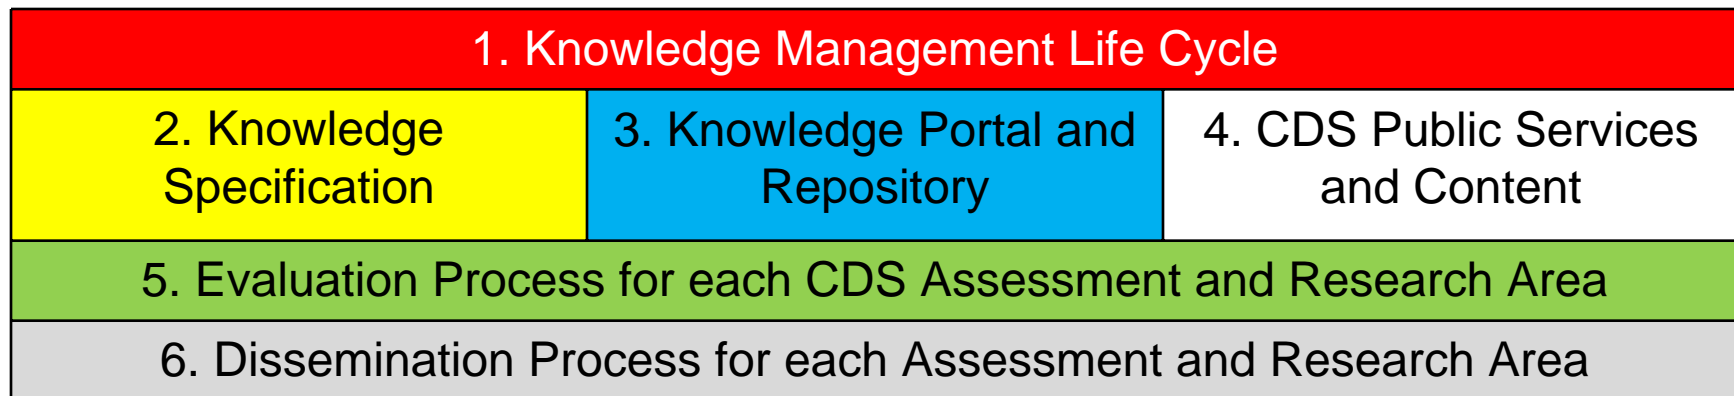 1. Knowledge Management Life Cycle
2. Knowledge
Specification
3. Knowledge Portal and
Repository
4. CDS Public Services
and Content
5. Evaluation Process for each CDS Assessment and Research Area
6. Dissemination Process for each Assessment and Research Area